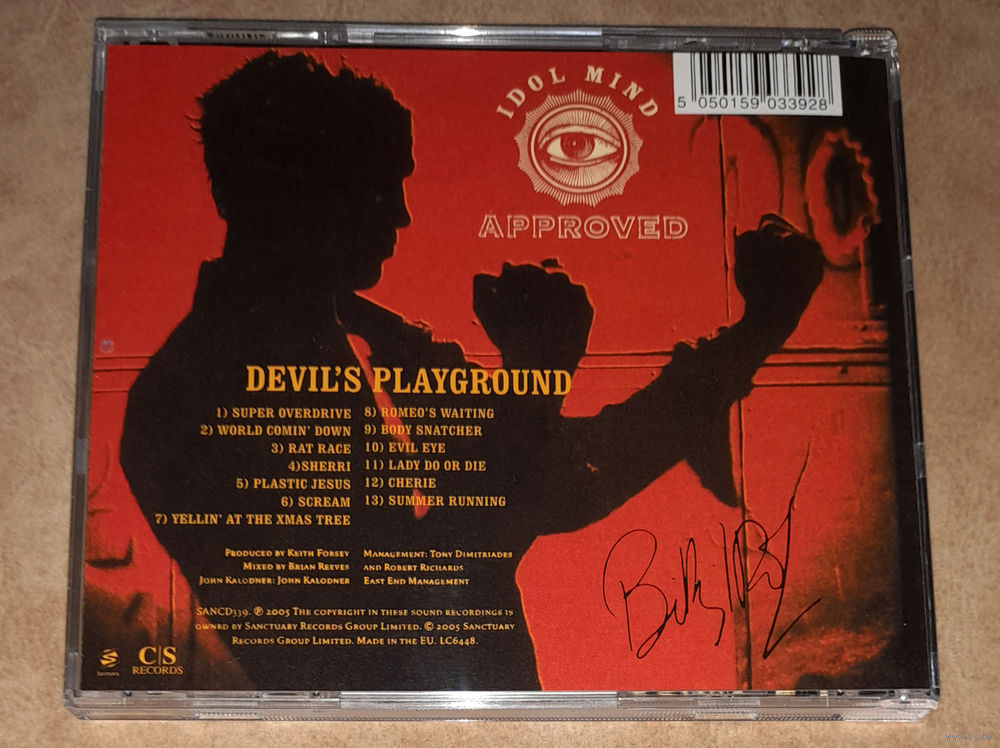 IDOL MIND
APPROVED
5 050159 033928
DEVIL'S PLAYGROUND
1) SUPER OVERDRIVE
2) WORLD COMIN' DOWN
3) RAT RACE
4)SHERRI
5) PLASTIC JESUS
6) SCREAM
7) YELLIN' AT THE XMAS TREE
8) ROMEO'S WAITING
9) BODY SNATCHER
10) EVIL EYE
11) LADY DO OR DIE
12) CHERIE
13) SUMMER RUNNING
PRODUCED BY KEITH FORSEY
MIXED BY BRIAN REEVES
JOHN KALODNER: JOHN KALODNER
MANAGEMENT: TONY DIMITRIADES
AND ROBERT RICHARDS
EAST END MANAGEMENT
SANCD339. ℗ 2005 THE COPYRIGHT IN THESE SOUND RECORDINGS IS
OWNED BY SANCTUARY RECORDS GROUP LIMITED. © 2005 SANCTUARY
RECORDS GROUP LIMITED. MADE IN THE EU. LC6448.
Sanctuary
C|S
RECORDS
Billy Idol